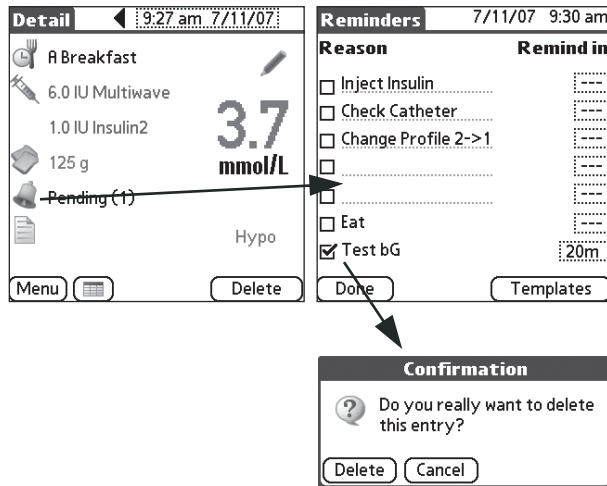 Detail 9:27 am 7/11/07
A Breakfast
6.0 IU Multiwave
1.0 IU Insulin2
3.7
125 g
mmol/L
Pending (1)
Hypo
Menu Delete
Reminders 7/11/07 9:30 am
Reason Remind in
Inject Insulin ---
Check Catheter ---
Change Profile 2->1 ---
---
---
Eat ---
Test bG 20m
Done Templates
Confirmation
?
Do you really want to delete
this entry?
Delete Cancel